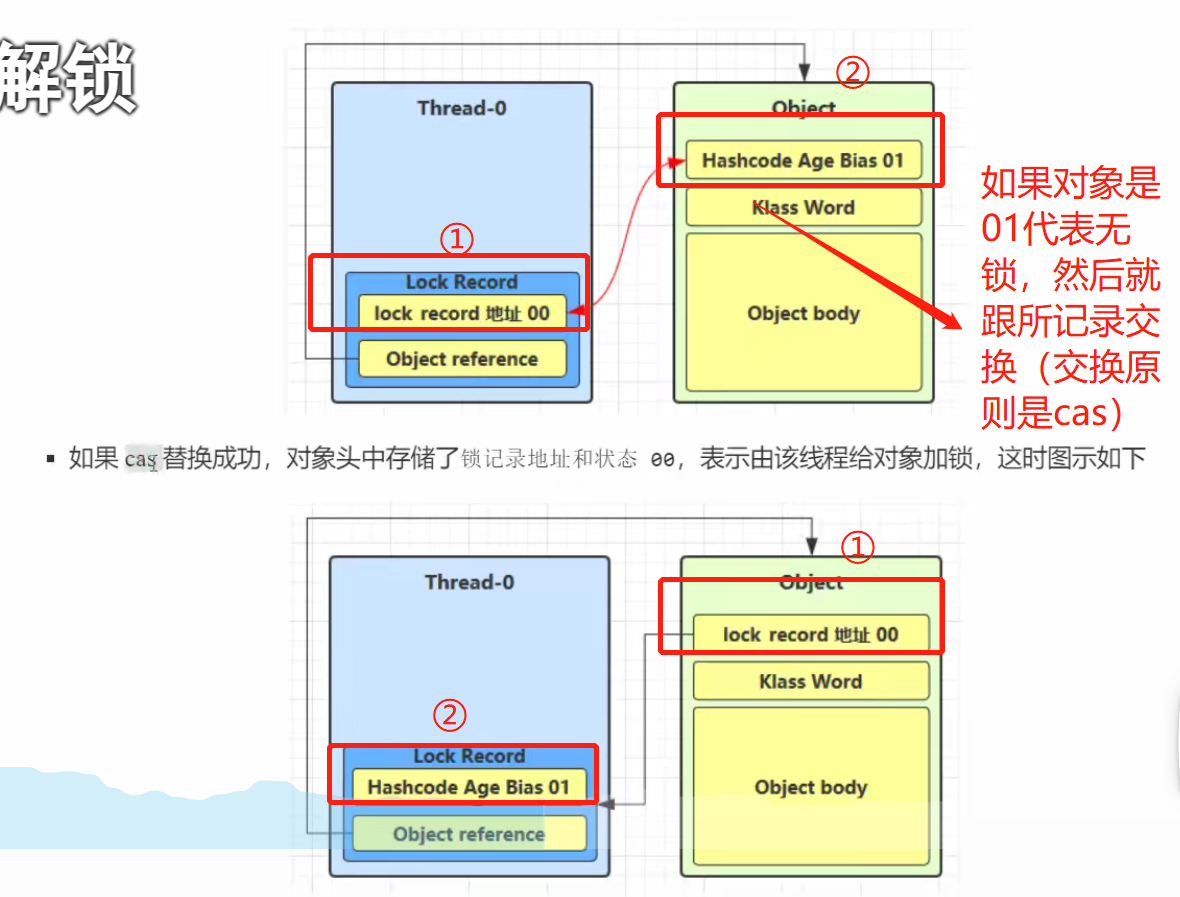 解锁
②
Thread-0
Object
Hashcode Age Bias 01
Klass Word
①
Lock Record
lock record 地址 00
Object body
Object reference
如果对象是
01代表无
锁，然后就
跟所记录交
换（交换原
则是cas）
如果 cas 替换成功，对象头中存储了锁记录地址和状态 00，表示由该线程给对象加锁，这时图示如下
①
Thread-0
Object
lock record 地址 00
Klass Word
②
Lock Record
Hashcode Age Bias 01
Object body
Object reference